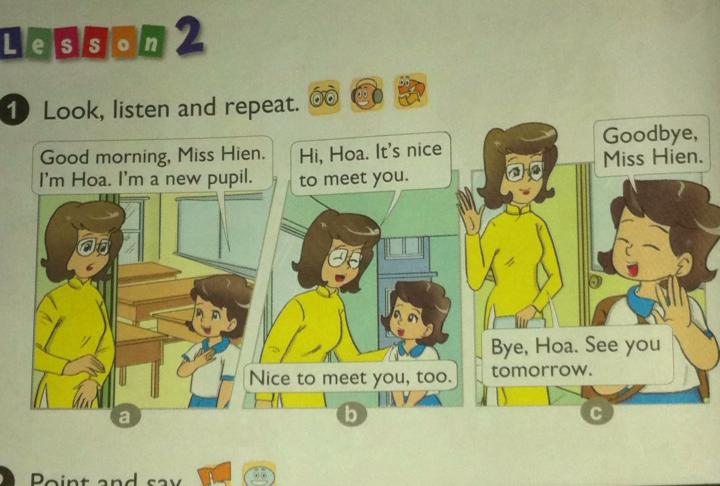 Lesson 2
1 Look, listen and repeat.
Good morning, Miss Hien.
I'm Hoa. I'm a new pupil.
Hi, Hoa. It's nice
to meet you.
Nice to meet you, too.
Goodbye,
Miss Hien.
Bye, Hoa. See you
tomorrow.
a
b
c
Point and say.